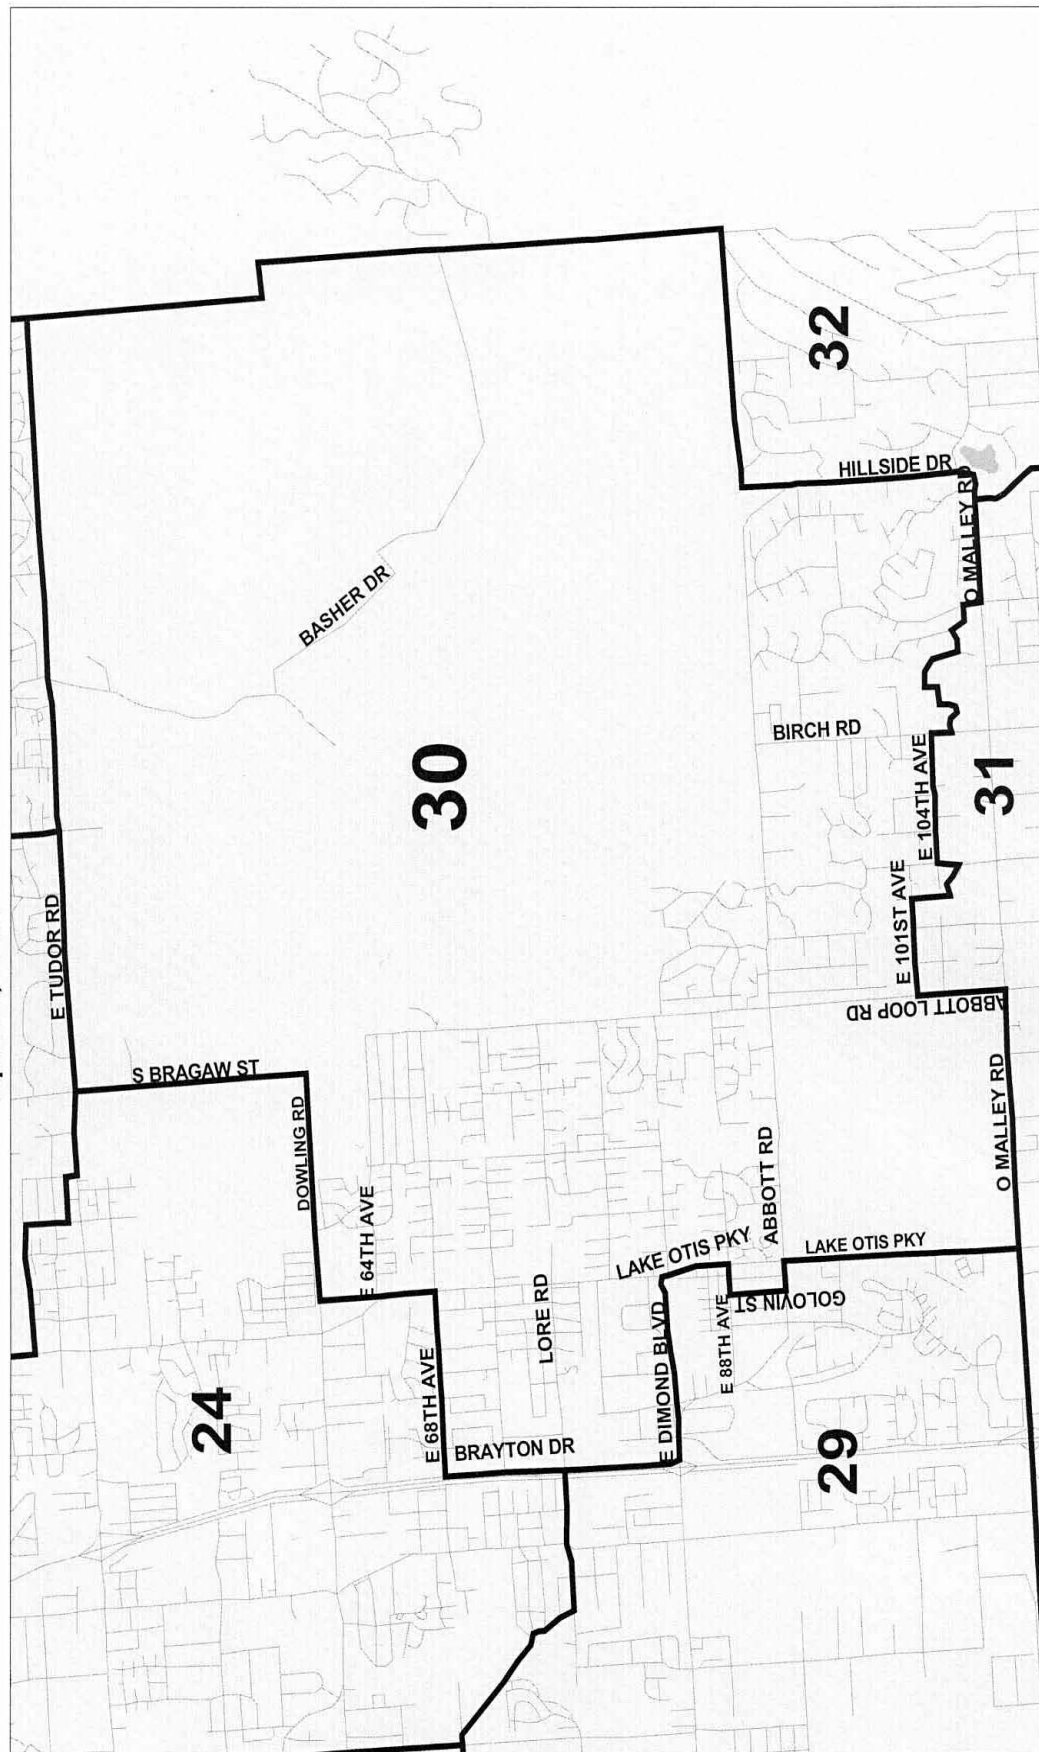 E TUDOR RD
S BRAGAW ST
DOWLING RD
E 64TH AVE
24
E 68TH AVE
BRAYTON DR
LORE RD
BASHER DR
30
LAKE OTIS PKY
E DIMOND BLVD
E 88TH AVE
GOLOVIN ST
ABBOTT RD
LAKE OTIS PKY
29
BIRCH RD
32
HILLSIDE DR
O MALLEY RD
E 104TH AVE
E 101ST AVE
31
ABBOTT LOOP RD
O MALLEY RD